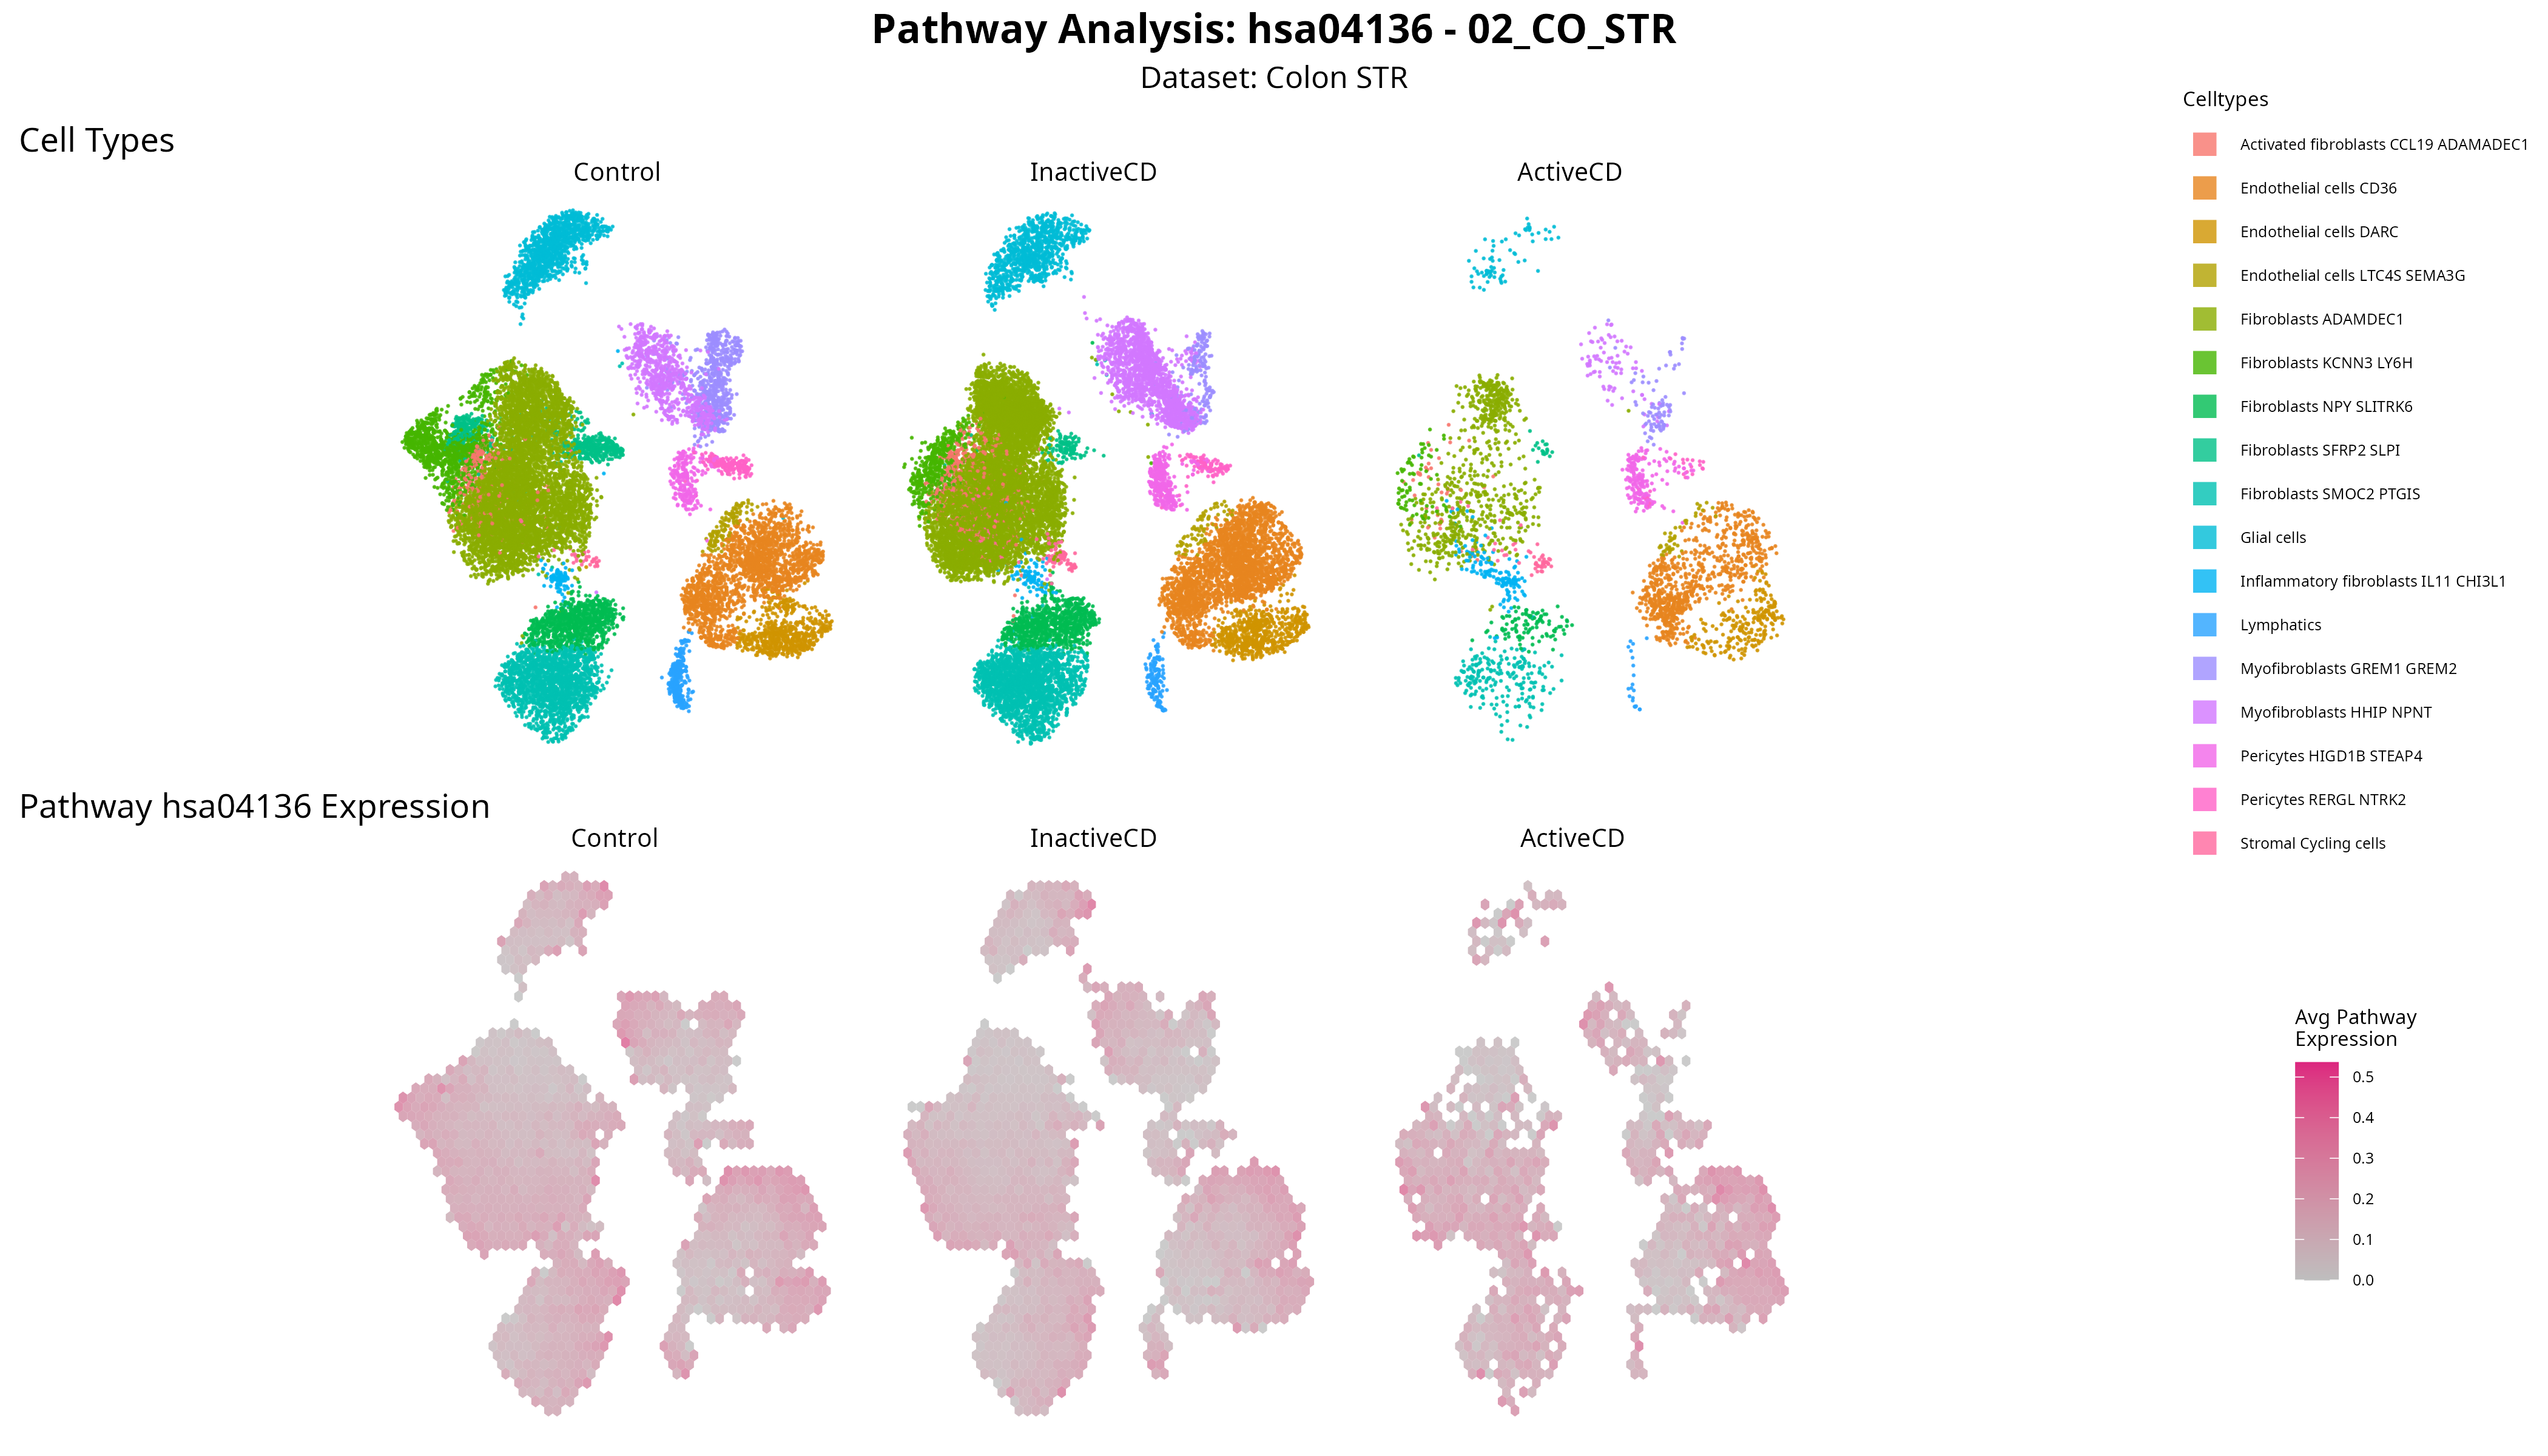 Pathway Analysis: hsa04136 - 02_CO_STR
Dataset: Colon STR
Cell Types
Control
InactiveCD
ActiveCD
Celltypes
Activated fibroblasts CCL19 ADAMADEC1
Endothelial cells CD36
Endothelial cells DARC
Endothelial cells LTC4S SEMA3G
Fibroblasts ADAMDEC1
Fibroblasts KCNN3 LY6H
Fibroblasts NPY SLITRK6
Fibroblasts SFRP2 SLPI
Fibroblasts SMOC2 PTGIS
Glial cells
Inflammatory fibroblasts IL11 CHI3L1
Lymphatics
Myofibroblasts GREM1 GREM2
Myofibroblasts HHIP NPNT
Pericytes HIGD1B STEAP4
Pericytes RERGL NTRK2
Stromal Cycling cells
Pathway hsa04136 Expression
Control
InactiveCD
ActiveCD
Avg Pathway
Expression
0.5
0.4
0.3
0.2
0.1
0.0